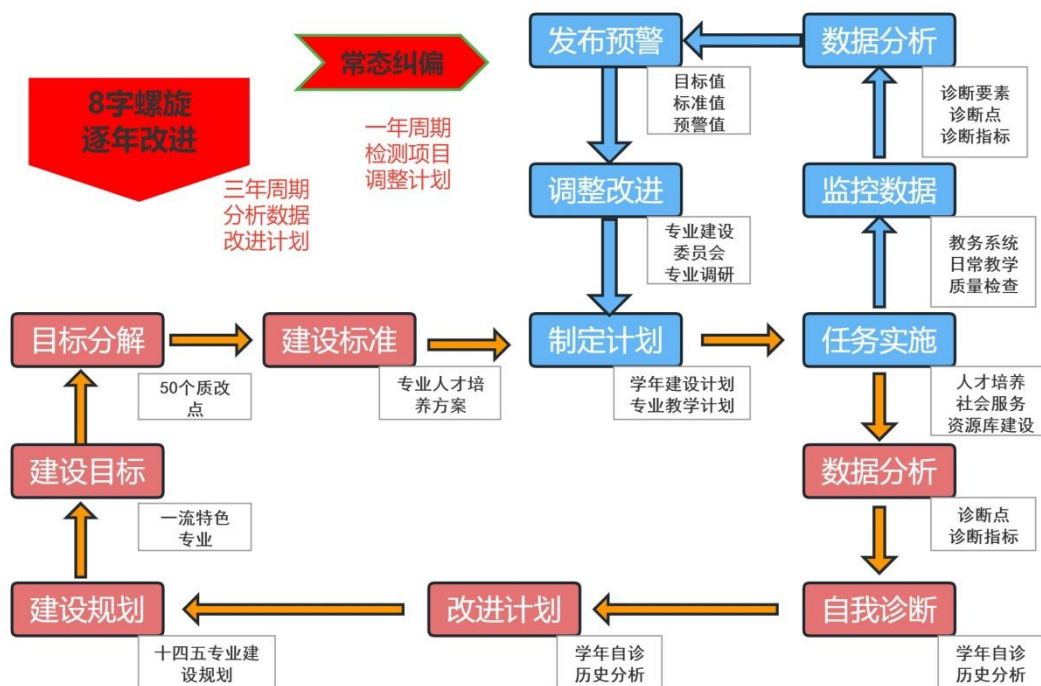 发布预警
数据分析
常态纠偏
目标值
标准值
预警值
诊断要素
诊断点
诊断指标
8字螺旋
逐年改进
一年周期
检测项目
调整计划
三年周期
分析数据
改进计划
调整改进
监控数据
专业建设
委员会
专业调研
教务系统
日常教学
质量检查
目标分解
建设标准
制定计划
任务实施
50个质改
点
专业人才培
养方案
学年建设计划
专业教学计划
人才培养
社会服务
资源库建设
建设目标
数据分析
一流特色
专业
诊断点
诊断指标
建设规划
改进计划
自我诊断
十四五专业建
设规划
学年自诊
历史分析
学年自诊
历史分析